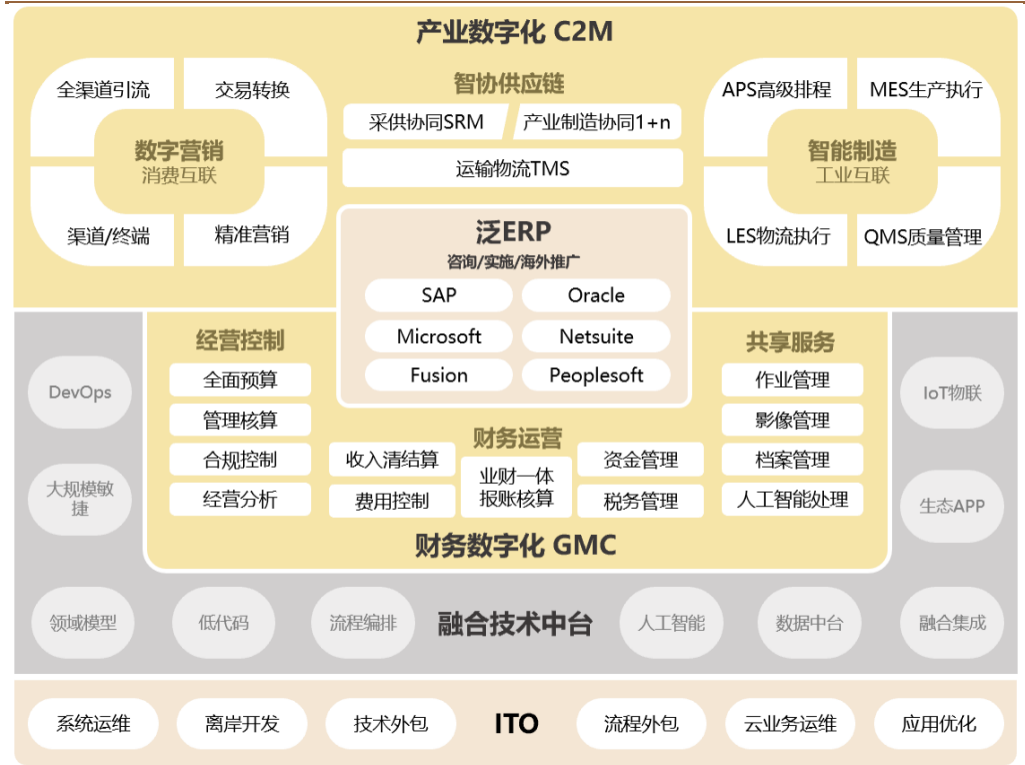 产业数字化 C2M
全渠道引流
交易转换
数字营销
消费互联
渠道/终端
精准营销
智协供应链
采供协同SRM
产业制造协同1+n
运输物流TMS
APS高级排程
MES生产执行
智能制造
工业互联
LES物流执行
QMS质量管理
泛ERP
咨询/实施/海外推广
SAP
Oracle
Microsoft
Netsuite
Fusion
Peoplesoft
经营控制
全面预算
管理核算
合规控制
经营分析
财务运营
收入清结算
费用控制
业财一体
报账核算
资金管理
税务管理
共享服务
作业管理
影像管理
档案管理
人工智能处理
财务数字化 GMC
DevOps
大规模敏
捷
IoT物联
生态APP
领域模型
低代码
流程编排
融合技术中台
人工智能
数据中台
融合集成
系统运维
离岸开发
技术外包
ITO
流程外包
云业务运维
应用优化